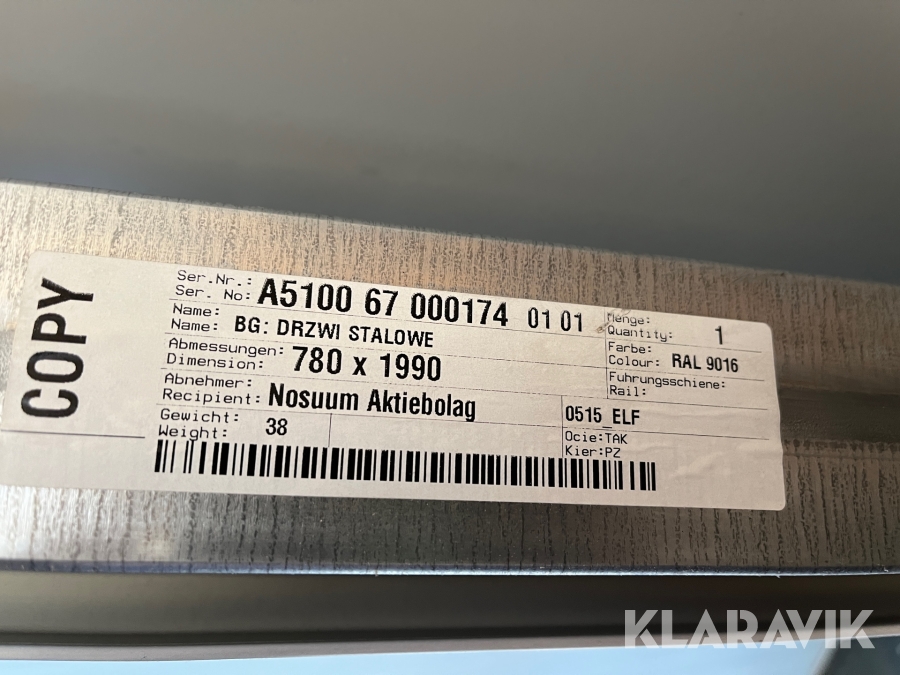 COPY
Ser.Nr.:
Ser. No: A5100 67 000174 01 01
Menge:
Quantity: 1
Name:
Name: BG: DRZWI STALOWE
Farbe:
Colour: RAL 9016
Abmessungen:
Dimension: 780 x 1990
Fuhrungsschiene:
Rail:
Abnehmer:
Recipient: Nosuum Aktiebolag
0515_ELF
Gewicht:
Weight: 38
Ocie:TAK
Kier:PZ
KLARAVIK